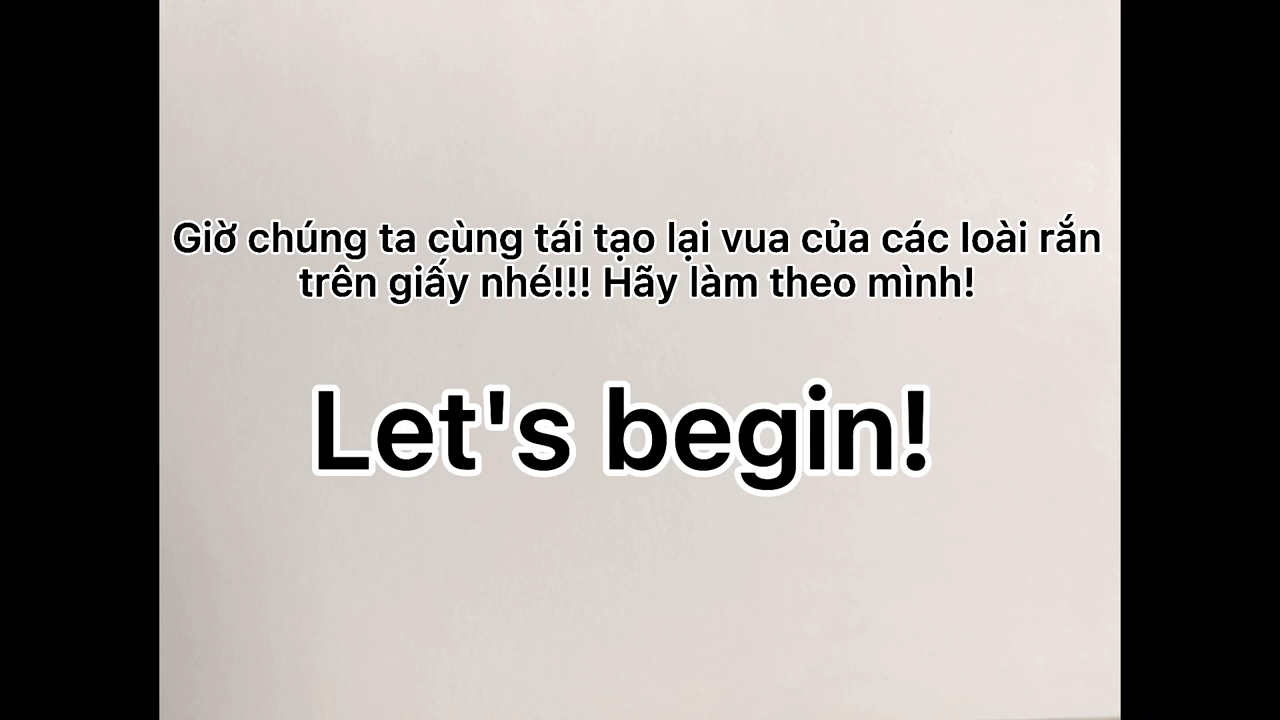 Giờ chúng ta cùng tái tạo lại vua của các loài rắn
trên giấy nhé!!! Hãy làm theo mình!
Let's begin!